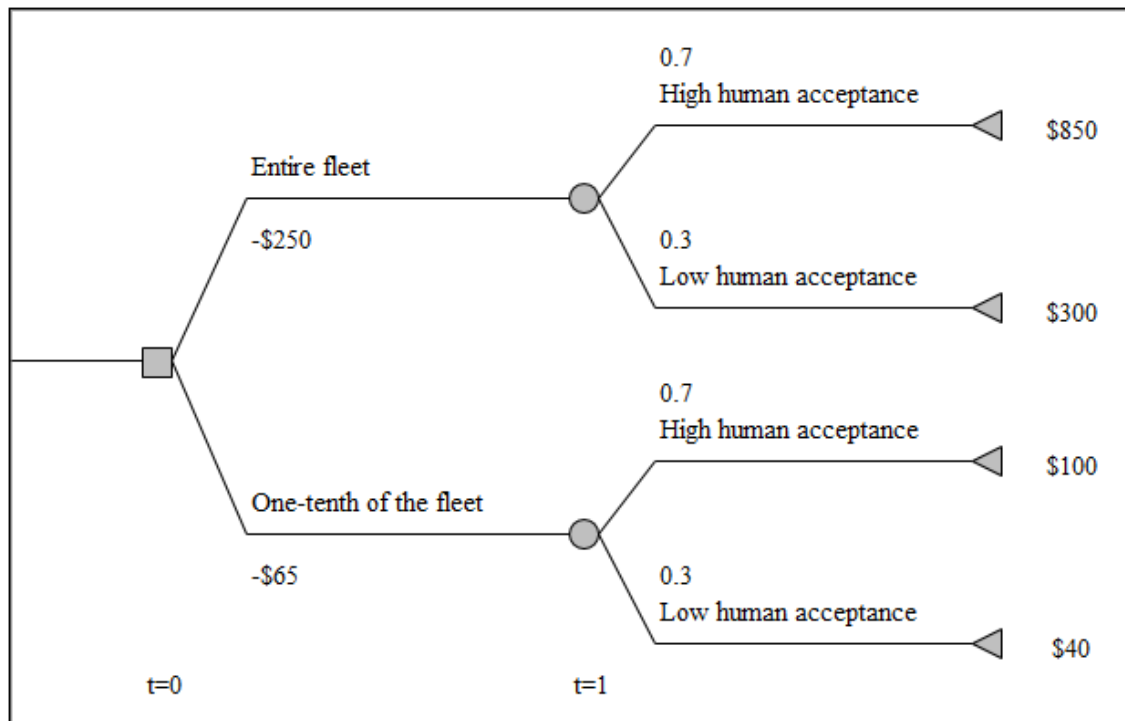 0.7
High human acceptance
$850
Entire fleet
-$250
0.3
Low human acceptance
$300
0.7
High human acceptance
$100
One-tenth of the fleet
-$65
0.3
Low human acceptance
$40
t=0
t=1